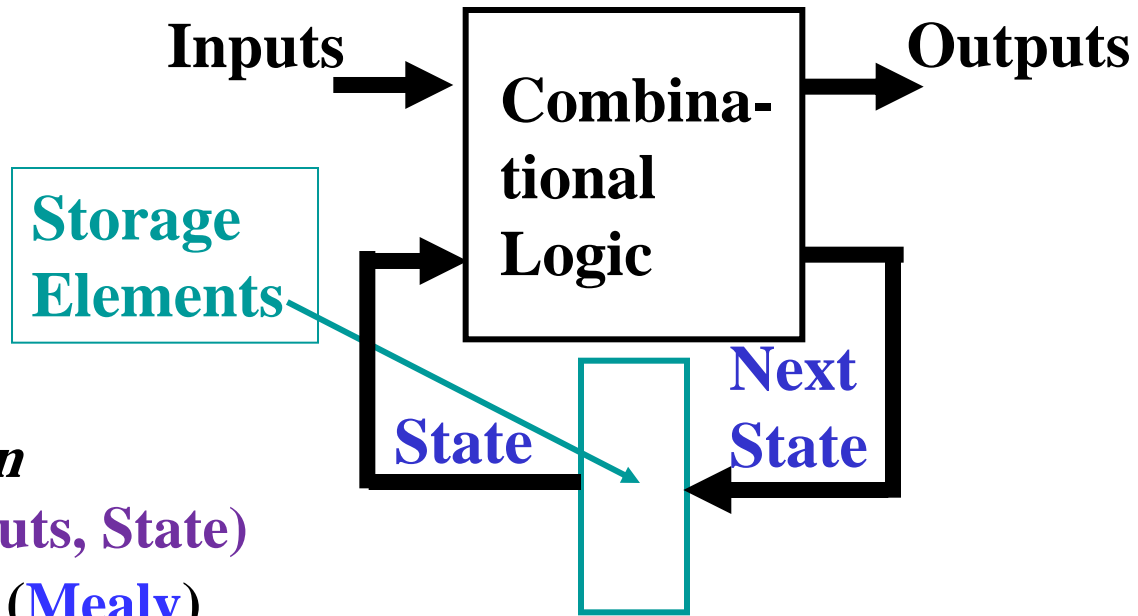 Inputs
Outputs
Combina-
tional
Logic
Storage
Elements
Next
State
State
n
uts, State)
(Mealy)